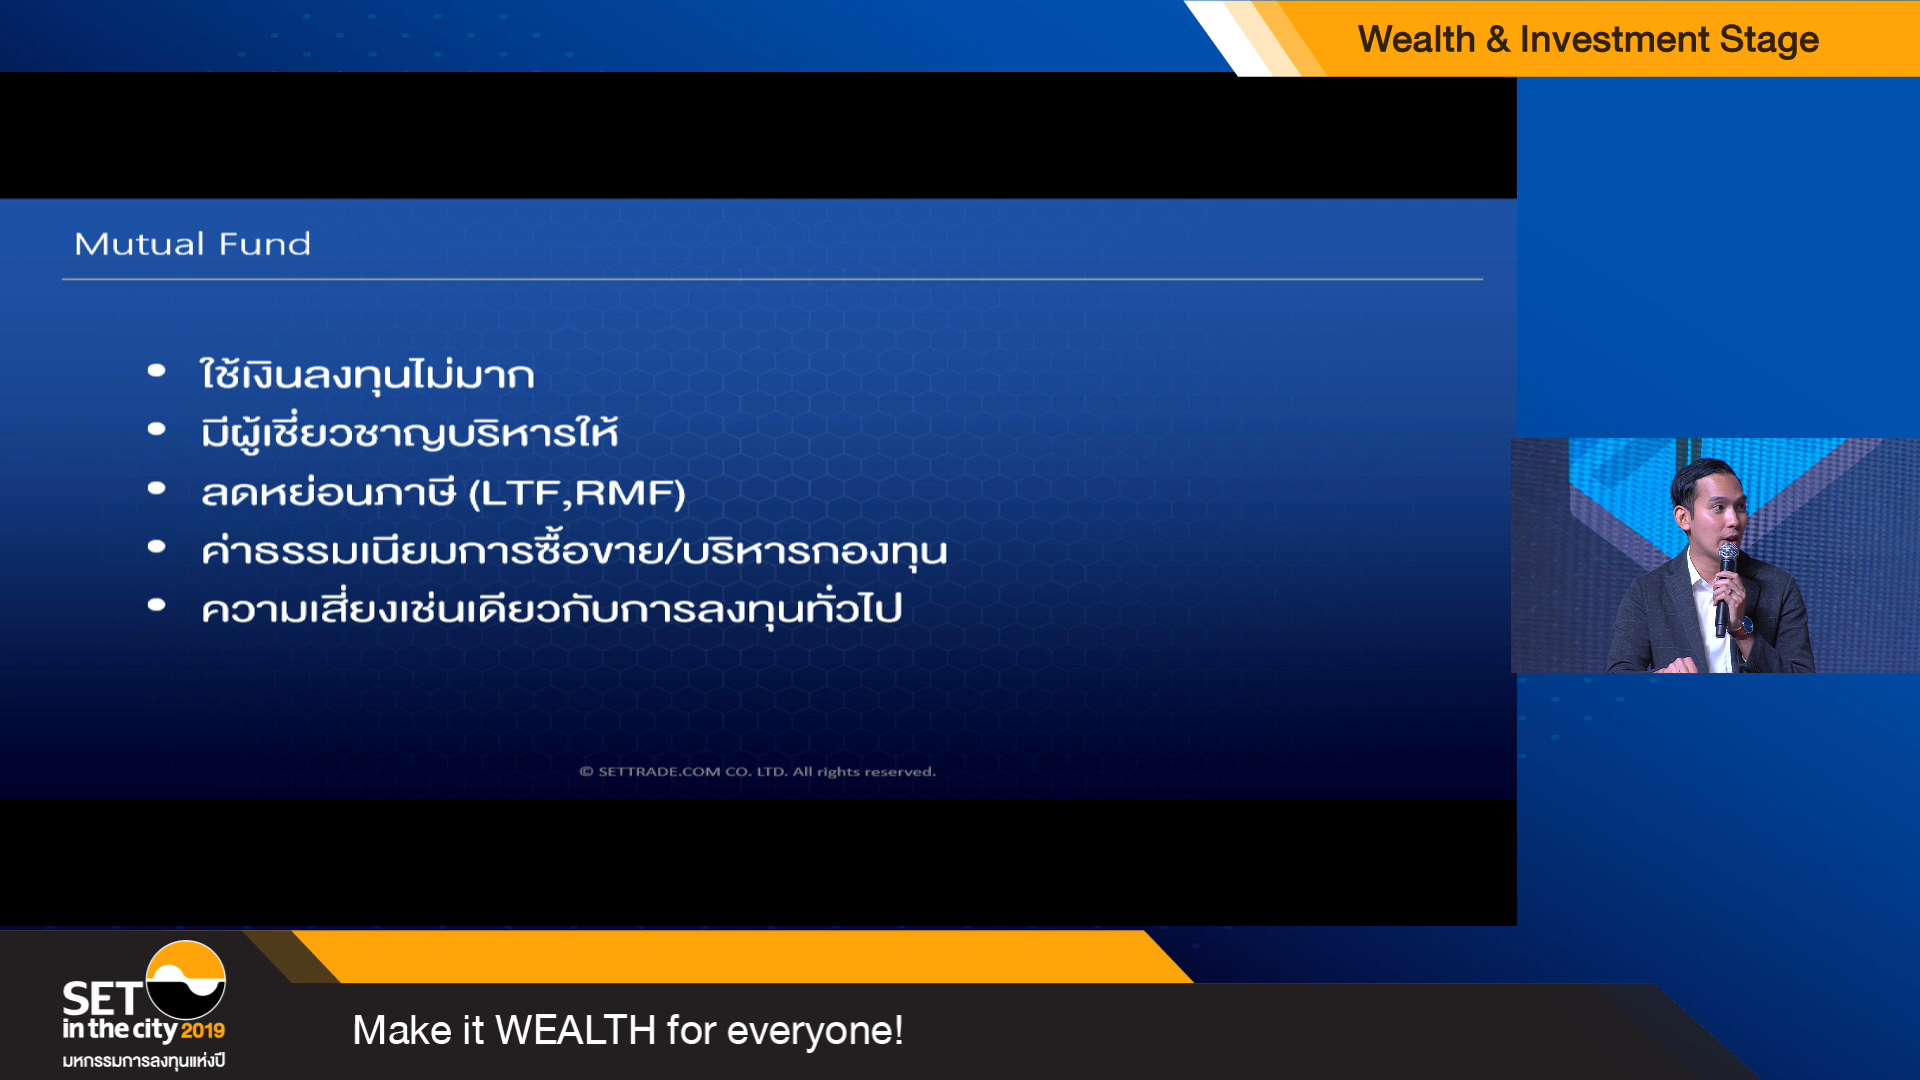 Wealth & Investment Stage
Mutual Fund
• ใช้เงินลงทุนไม่มาก
• มีผู้เชี่ยวชาญบริหารให้
• ลดหย่อนภาษี (LTF,RMF)
• ค่าธรรมเนียมการซื้อขาย/บริหารกองทุน
• ความเสี่ยงเช่นเดียวกับการลงทุนทั่วไป
© SETTRADE.COM CO. LTD. All rights reserved.
SET
in the city 2019
มหกรรมการลงทุนแห่งปี
Make it WEALTH for everyone!